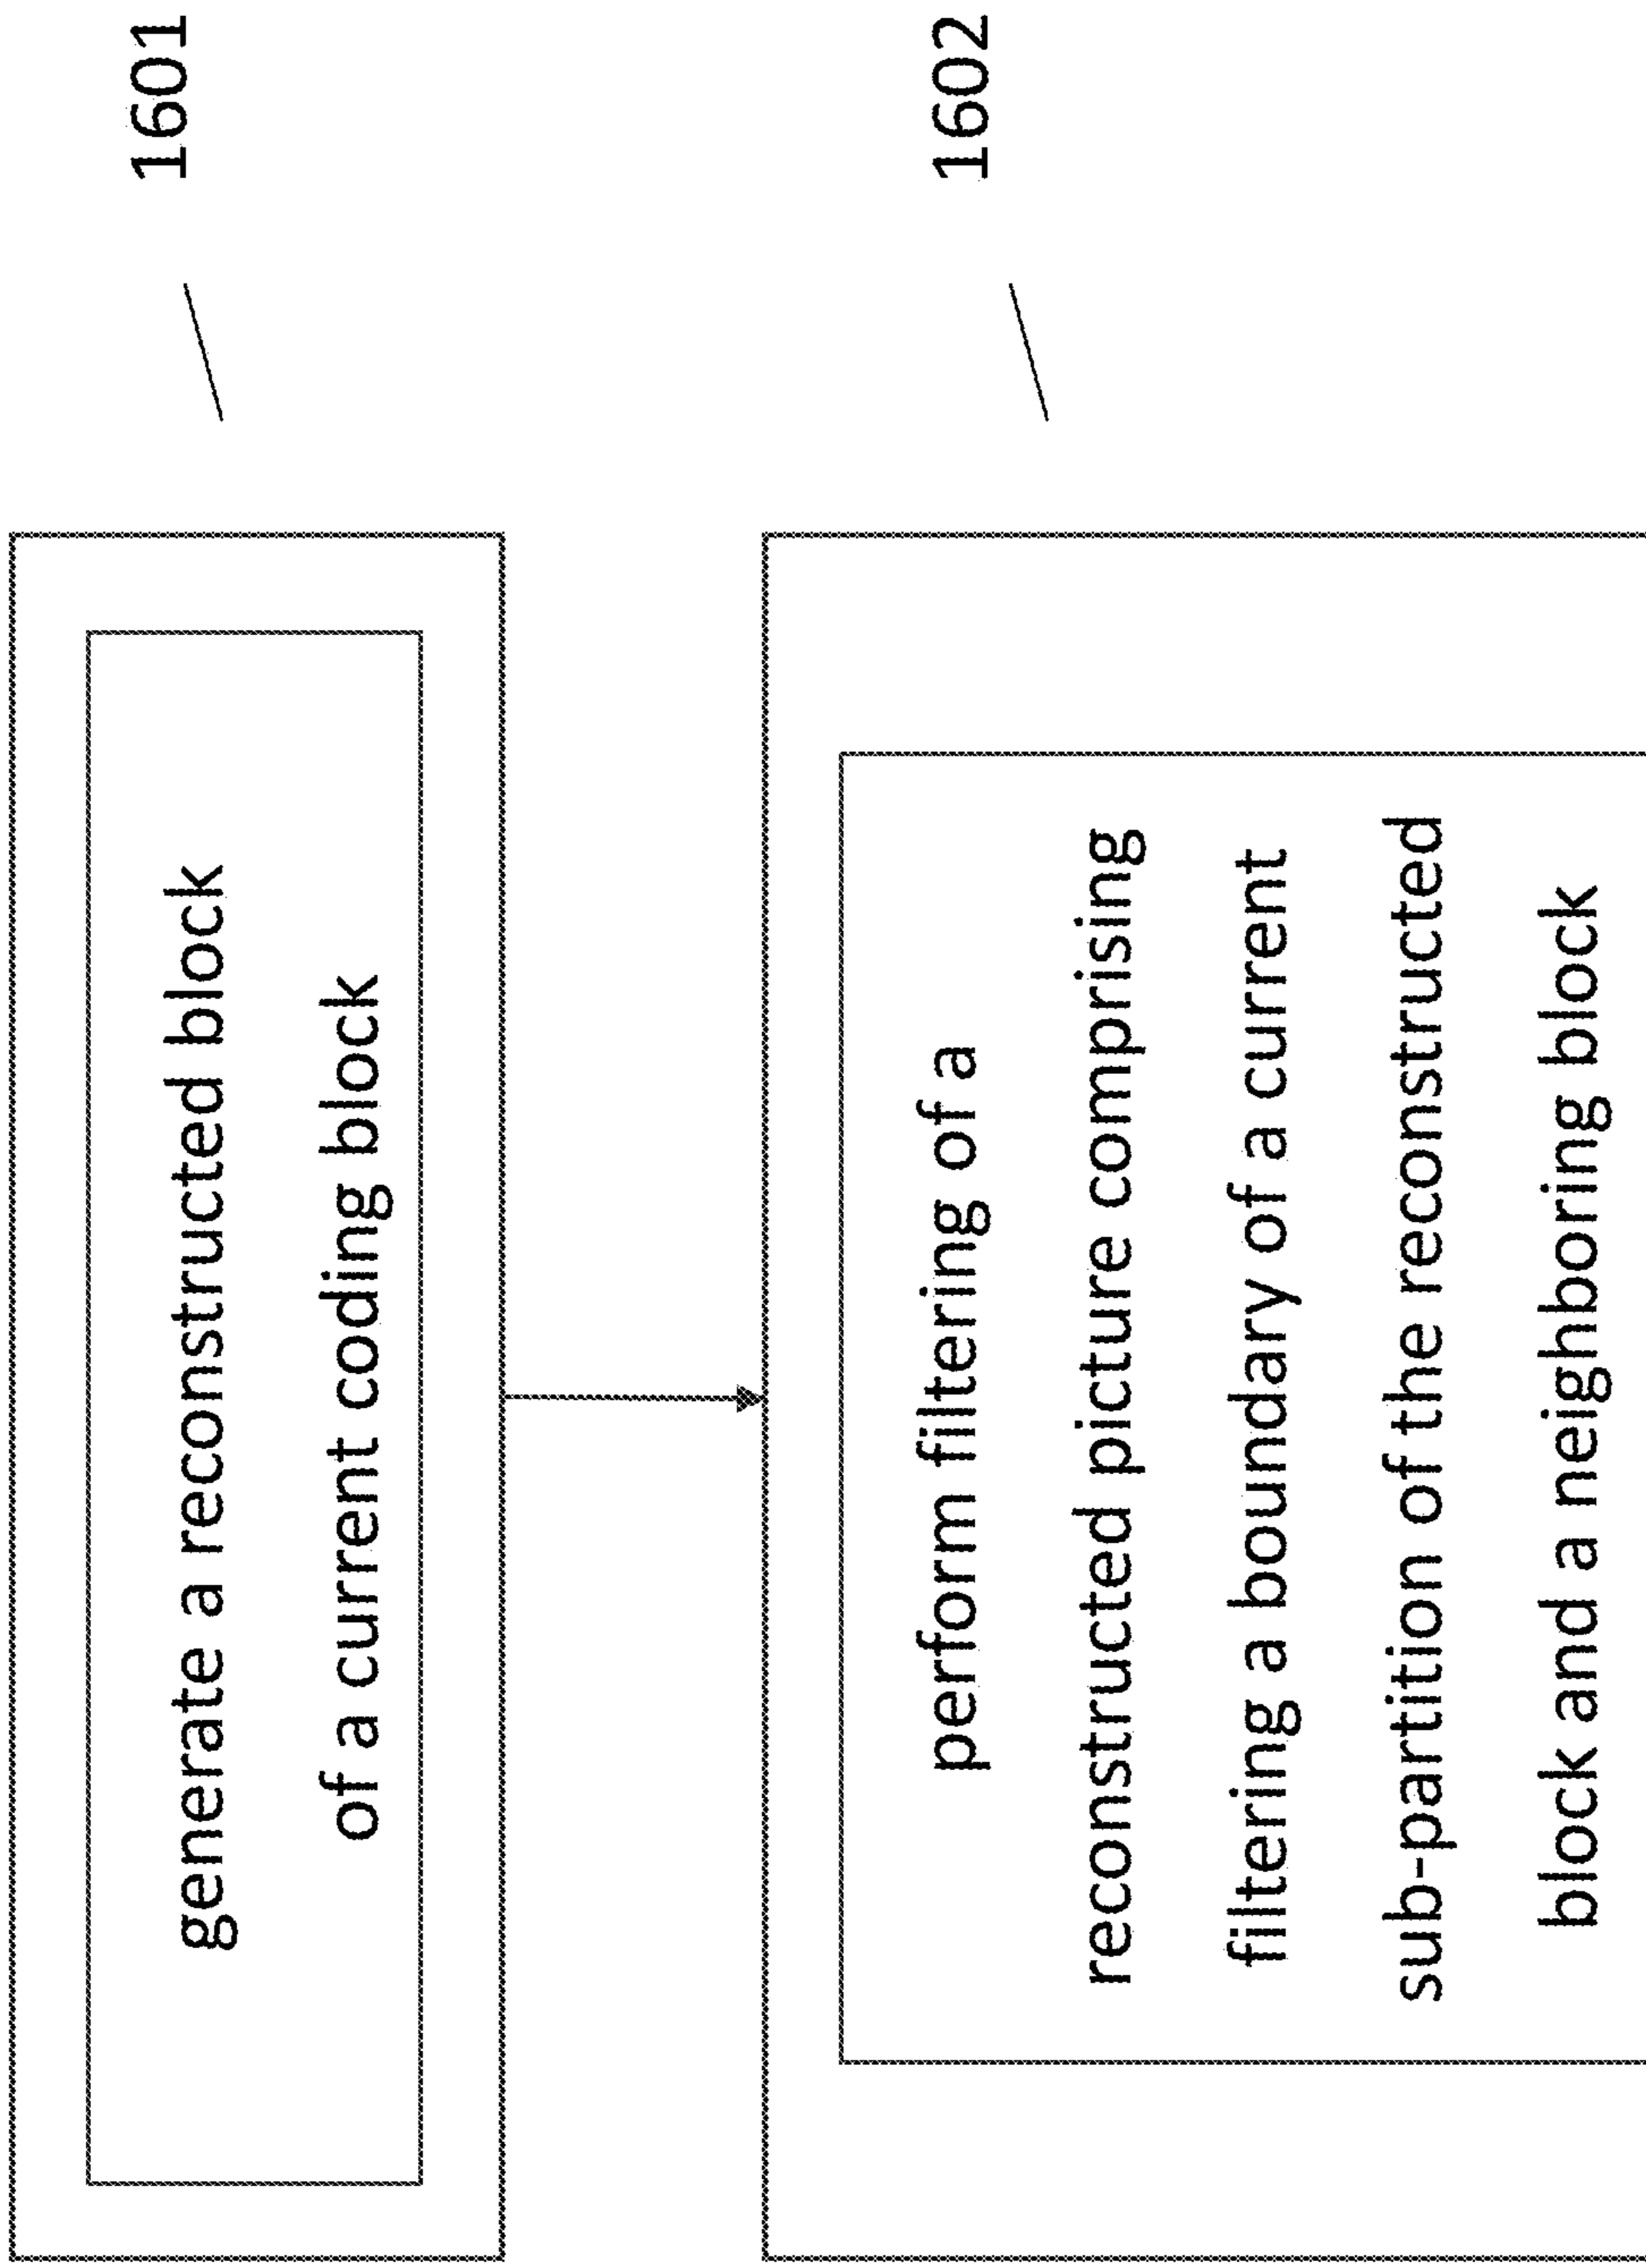 generate a reconstructed block
of a current coding block
1601
perform filtering of a
reconstructed picture comprising
filtering a boundary of a current
sub-partition of the reconstructed
block and a neighboring block
1602